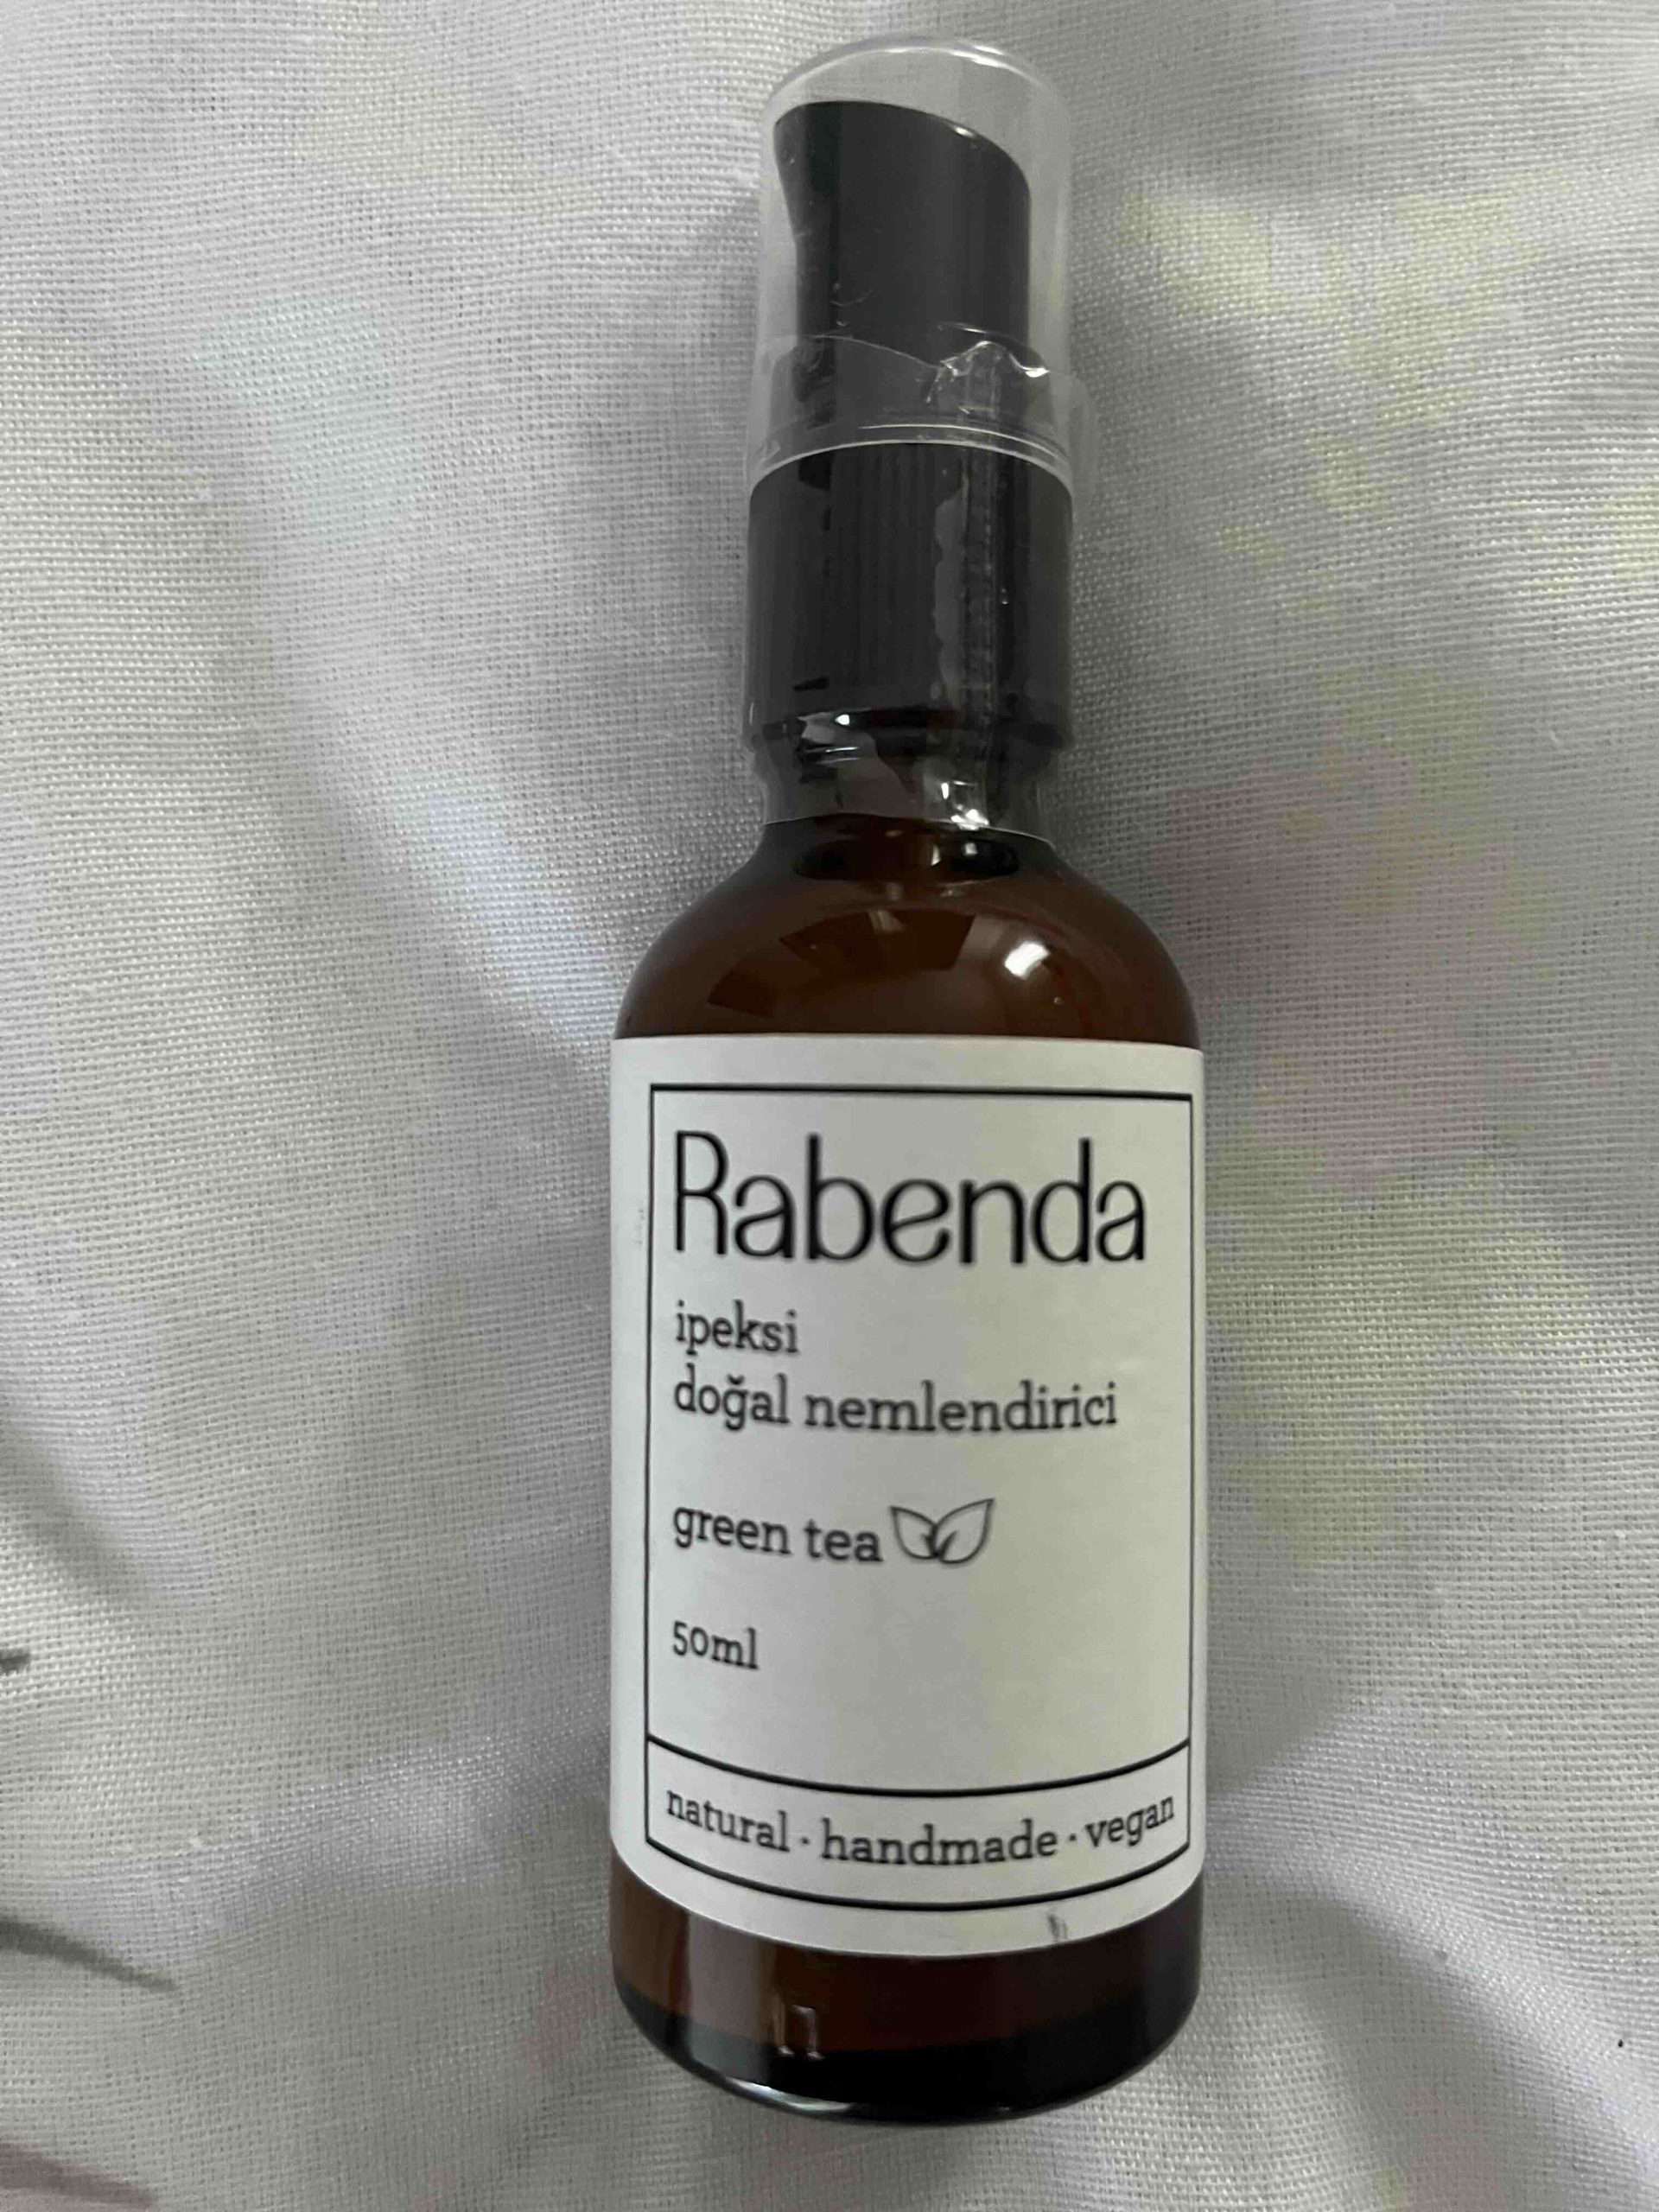 Rabenda
ipeksi
doğal nemlendirici
green tea
50ml
natural · handmade · vegan